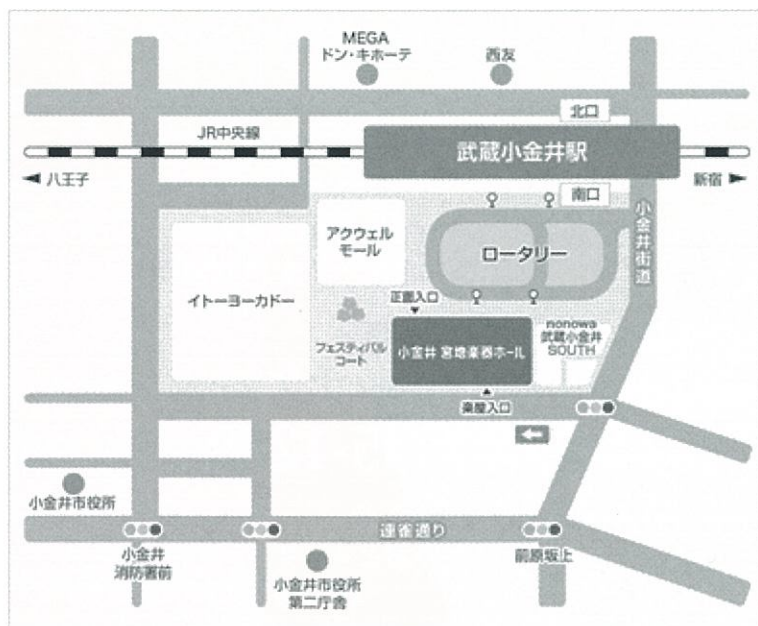 MEGA
ドン・キホーテ
西友
北口
JR中央線
武蔵小金井駅
八王子
新宿
南口
小金井街道
アクウェル
モール
ロータリー
イトーヨーカドー
正面入口
フェスティバル
コート
小金井 宮地楽器ホール
nonowa
武蔵小金井
SOUTH
楽屋入口
小金井市役所
連雀通り
小金井
消防署前
前原坂上
小金井市役所
第二庁舎